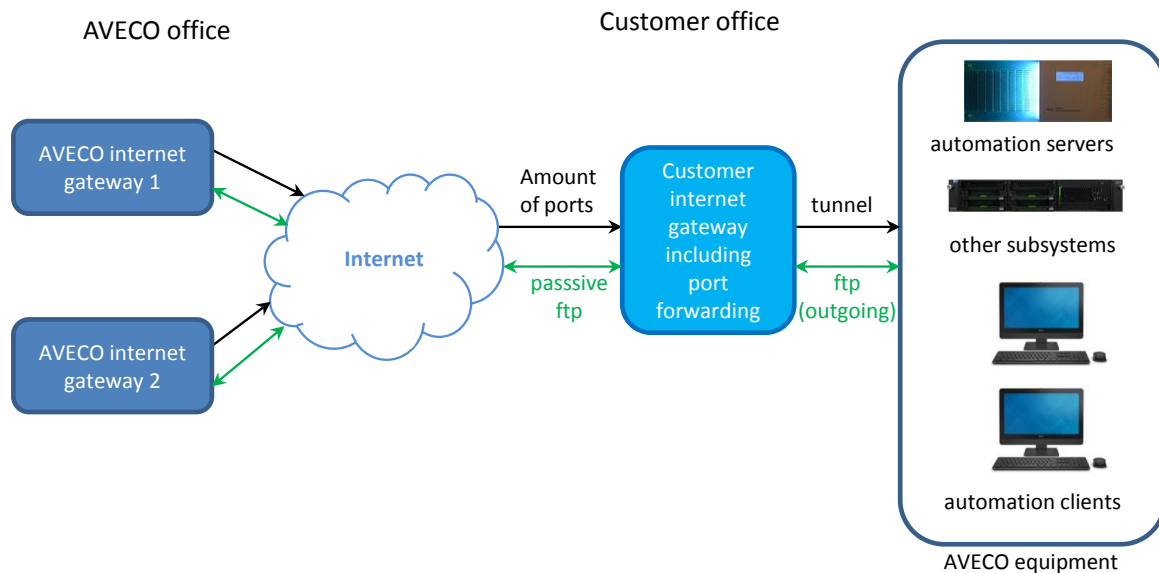 AVECO office
Customer office
AVECO internet
gateway 1
AVECO internet
gateway 2
Internet
Amount
of ports
passsive
ftp
Customer
internet
gateway
including
port
forwarding
tunnel
ftp
(outgoing)
automation servers
other subsystems
automation clients
AVECO equipment